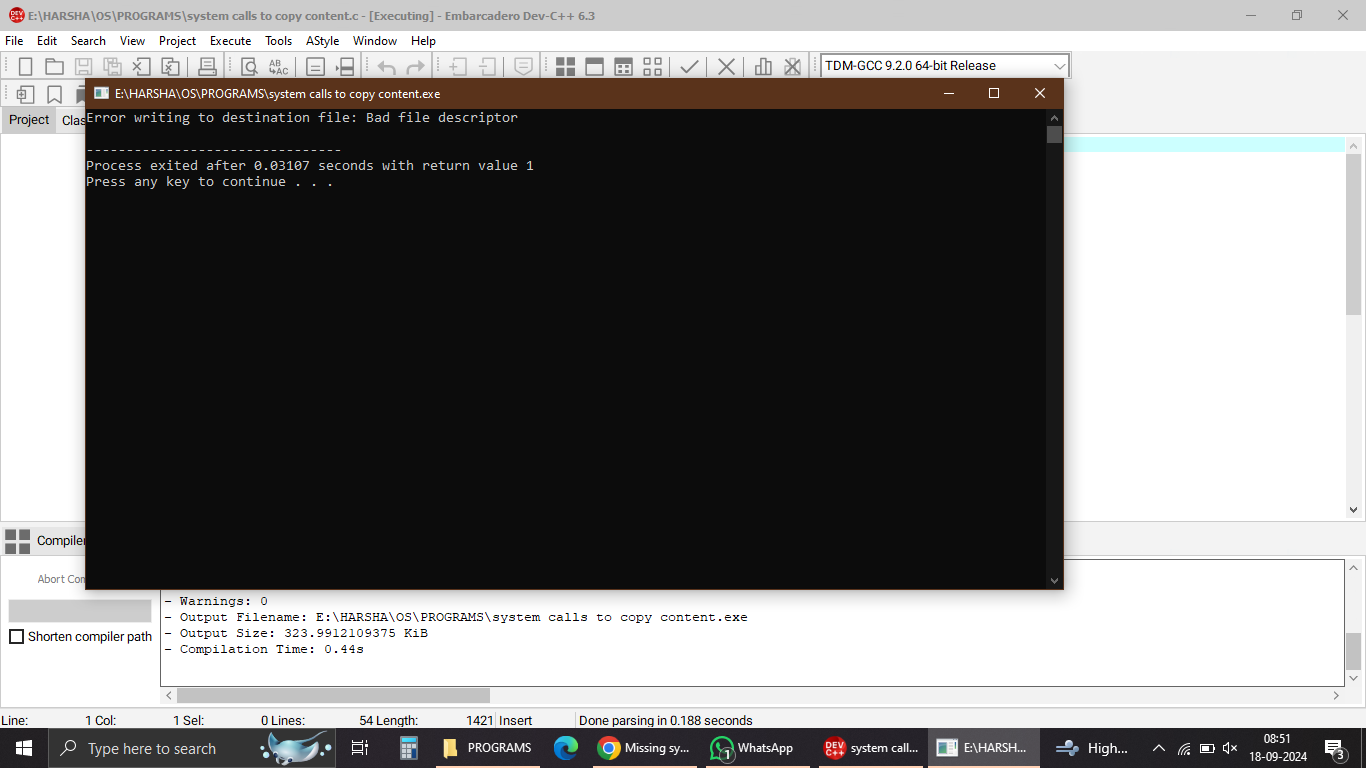 E:\HARSHA\OS\PROGRAMS\system calls to copy content.c - [Executing] - Embarcadero Dev-C++ 6.3
File Edit Search View Project Execute Tools AStyle Window Help
TDM-GCC 9.2.0 64-bit Release
E:\HARSHA\OS\PROGRAMS\system calls to copy content.exe
Project Clas
Error writing to destination file: Bad file descriptor
--------------------------------
Process exited after 0.03107 seconds with return value 1
Press any key to continue . . .
Compiler
Abort Com
Shorten compiler path
- Warnings: 0
- Output Filename: E:\HARSHA\OS\PROGRAMS\system calls to copy content.exe
- Output Size: 323.9912109375 KiB
- Compilation Time: 0.44s
Line: 1 Col: 1 Sel: 0 Lines: 54 Length: 1421 Insert Done parsing in 0.188 seconds
Type here to search PROGRAMS Missing sy... 1 WhatsApp DEV C++ system call... E:\HARSH... High... 08:51
18-09-2024 3